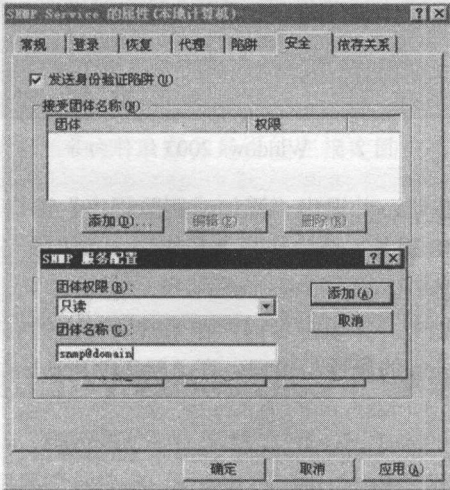 SNMP Service 的属性(本地计算机)
常规 登录 恢复 代理 陷阱 安全 依存关系
发送身份验证陷阱(U)
接受团体名称(N)
团体 权限
添加(D)... 编辑(E)... 删除(R)
SNMP 服务配置
团体权限(R):
只读
添加(A)
取消
团体名称(C):
snmp@domain
确定 取消 应用(A)